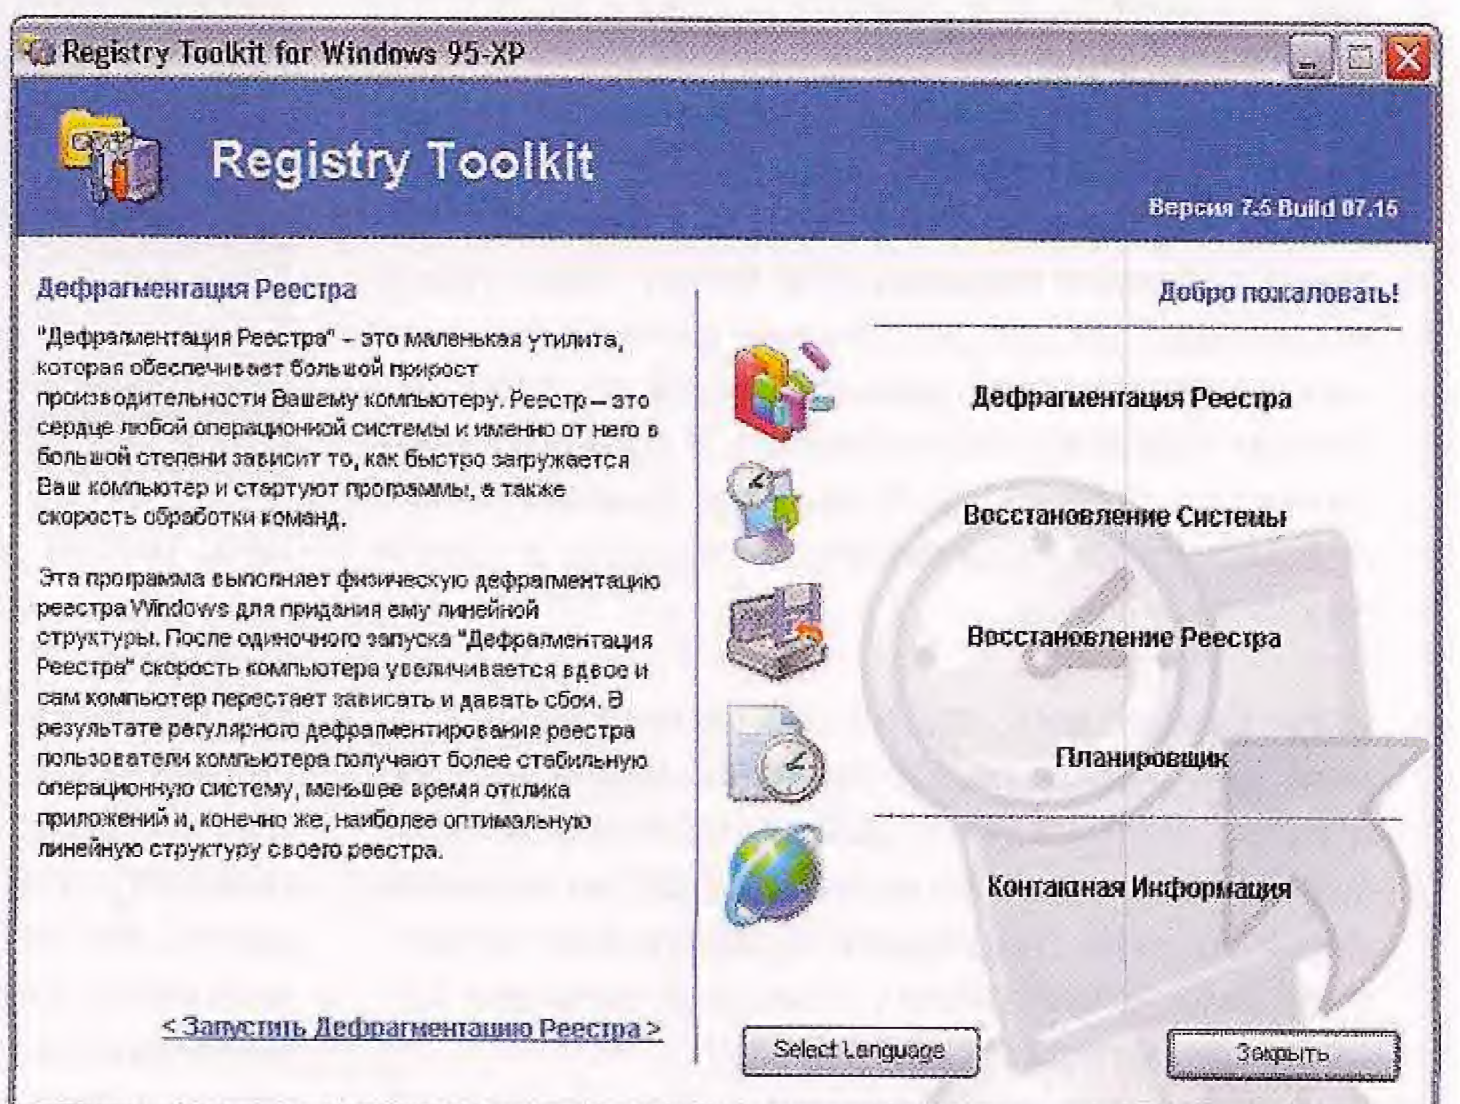 Registry Toolkit for Windows 95-XP
Registry Toolkit
Версия 7.5 Build 07.15
Дефрагментация Реестра
"Дефрагментация Реестра" – это маленькая утилита,
которая обеспечивает большой прирост
производительности Вашему компьютеру. Реестр – это
сердце любой операционной системы и именно от него в
большой степени зависит то, как быстро загружается
Ваш компьютер и стартуют программы, а также
скорость обработки команд.
Эта программа выполняет физическую дефрагментацию
реестра Windows для придания ему линейной
структуры. После одиночного запуска "Дефрагментация
Реестра" скорость компьютера увеличивается вдвое и
сам компьютер перестает зависать и давать сбои. В
результате регулярного дефрагментирования реестра
пользователи компьютера получают более стабильную
операционную систему, меньшее время отклика
приложений и, конечно же, наиболее оптимальную
линейную структуру своего реестра.
< Запустить Дефрагментацию Реестра >
Добро пожаловать!
Дефрагментация Реестра
Восстановление Системы
Восстановление Реестра
Планировщик
Контактная Информация
Select Language
Закрыть